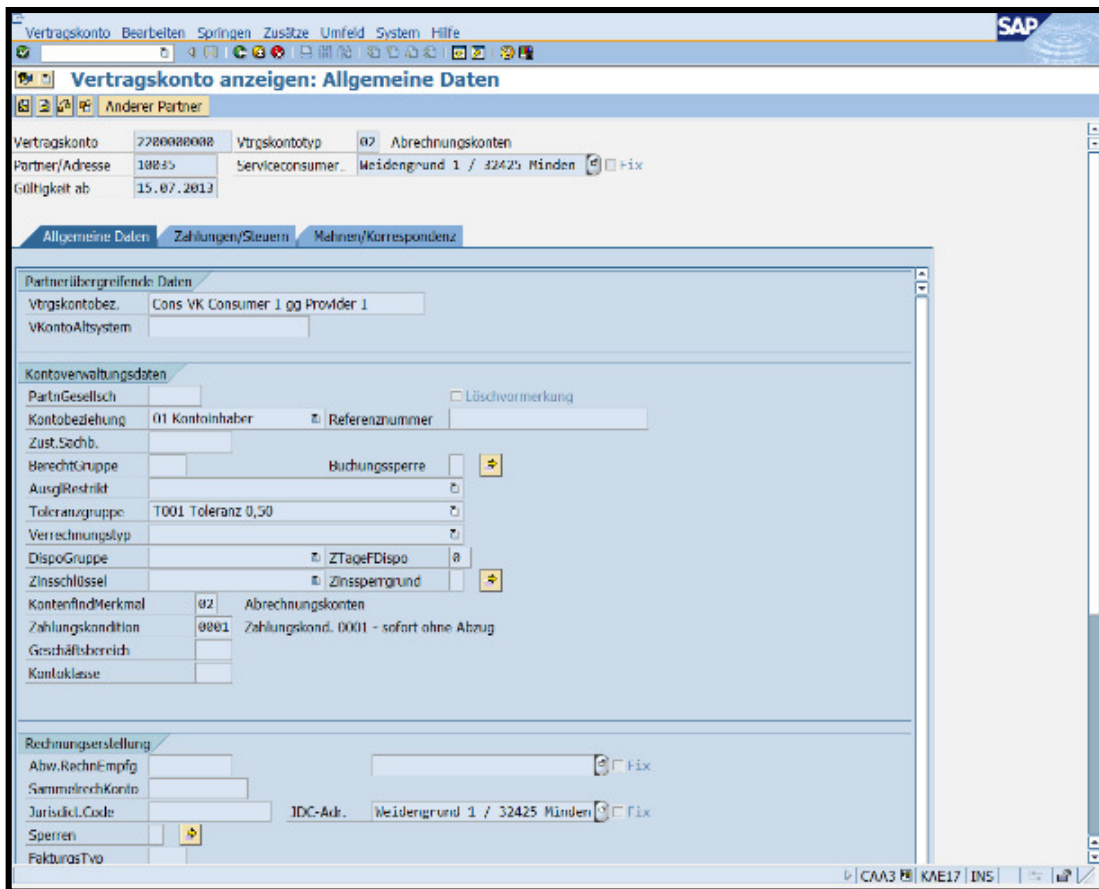 Vertragskonto Bearbeiten Springen Zusätze Umfeld System Hilfe
SAP
Vertragskonto anzeigen: Allgemeine Daten
Anderer Partner
Vertragskonto 2200000000 Vtrgskontotyp 02 Abrechnungskonten
Partner/Adresse 10035 Serviceconsumer.. Weidengrund 1 / 32425 Minden Fix
Gültigkeit ab 15.07.2013
Allgemeine Daten Zahlungen/Steuern Mahnen/Korrespondenz
Partnerübergreifende Daten
Vtrgskontobez. Cons VK Consumer 1 gg Provider 1
VKontoAltsystem
Kontoverwaltungsdaten
PartnGesellsch Löschvormerkung
Kontobeziehung 01 Kontoinhaber Referenznummer
Zust.Sachb.
BerechtGruppe Buchungssperre
AusglRestrikt
Toleranzgruppe T001 Toleranz 0,50
Verrechnungstyp
DispoGruppe ZTageFDispo 0
Zinsschlüssel Zinssperrgrund
KontenfindMerkmal 02 Abrechnungskonten
Zahlungskondition 0001 Zahlungskond. 0001 - sofort ohne Abzug
Geschäftsbereich
Kontoklasse
Rechnungserstellung
Abw.RechnEmpfg Fix
SammelrechKonto
Jurisdict.Code JDC-Adr. Weidengrund 1 / 32425 Minden Fix
Sperren
FakturgsTyp
CAA3 KAE17 INS